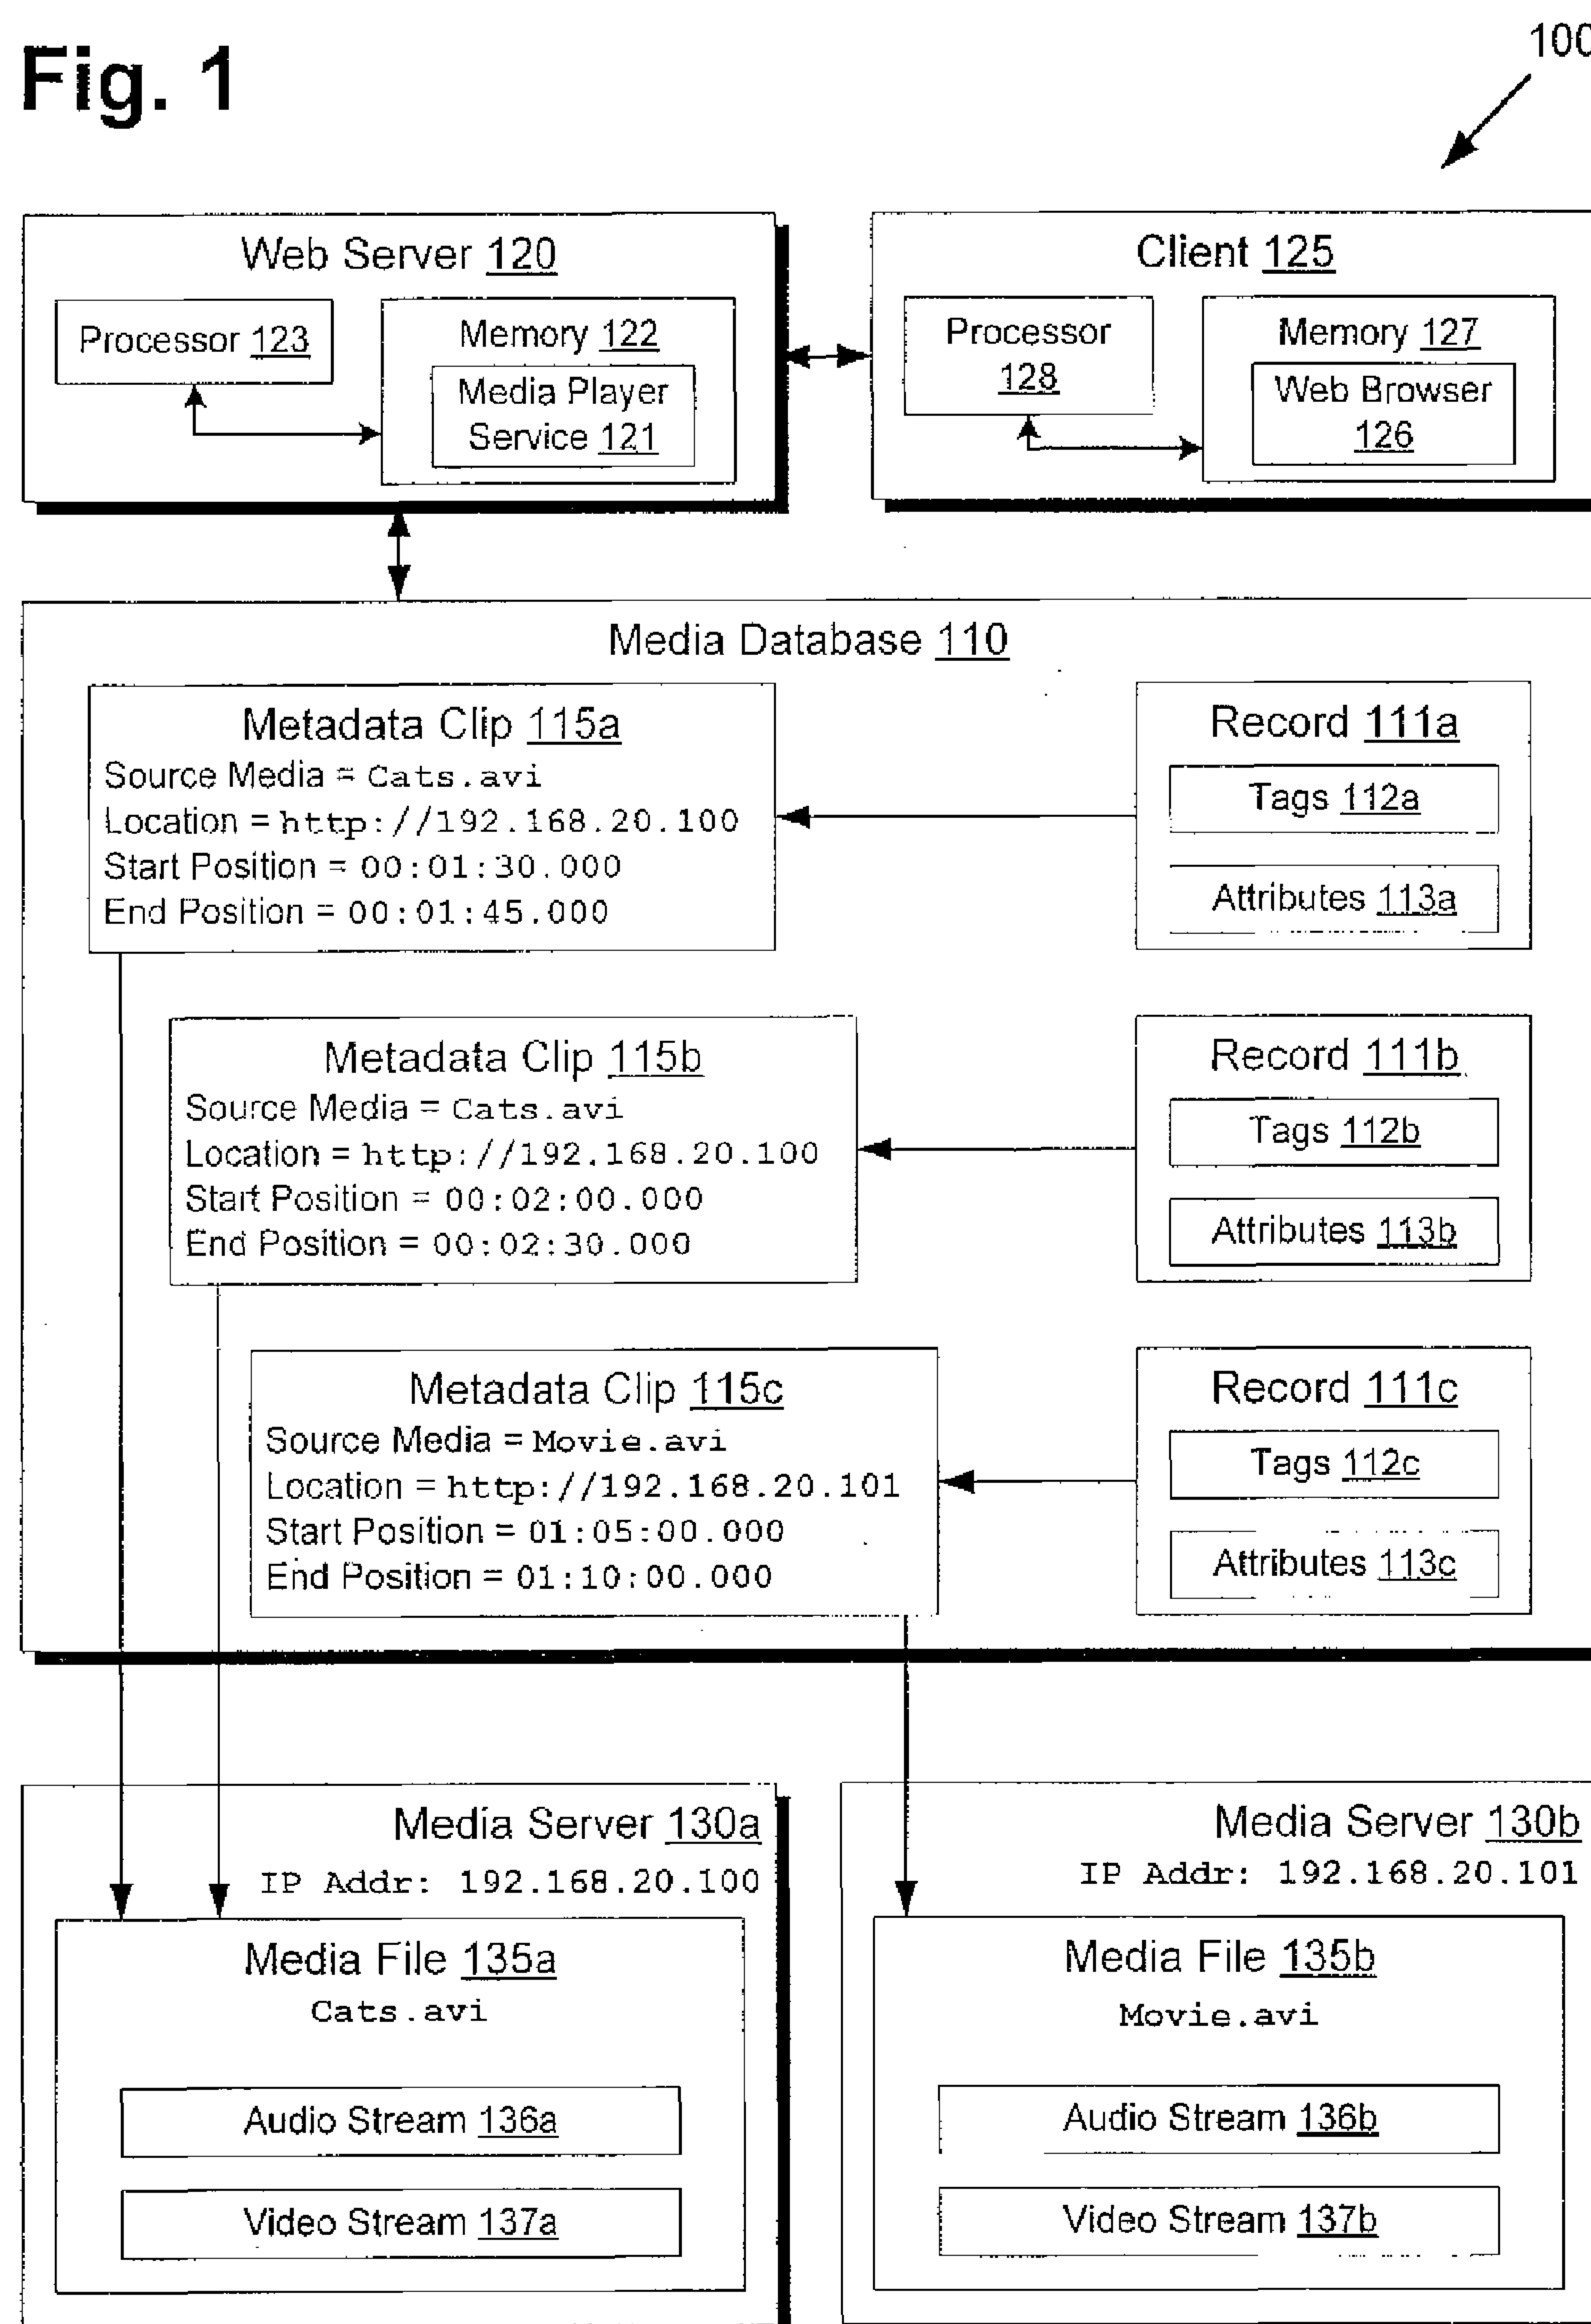 Fig. 1
100
Web Server 120
Processor 123
Memory 122
Media Player
Service 121
Client 125
Processor
128
Memory 127
Web Browser
126
Media Database 110
Metadata Clip 115a
Source Media = Cats.avi
Location = http://192.168.20.100
Start Position = 00:01:30.000
End Position = 00:01:45.000
Record 111a
Tags 112a
Attributes 113a
Metadata Clip 115b
Source Media = Cats.avi
Location = http://192.168.20.100
Start Position = 00:02:00.000
End Position = 00:02:30.000
Record 111b
Tags 112b
Attributes 113b
Metadata Clip 115c
Source Media = Movie.avi
Location = http://192.168.20.101
Start Position = 01:05:00.000
End Position = 01:10:00.000
Record 111c
Tags 112c
Attributes 113c
Media Server 130a
IP Addr: 192.168.20.100
Media File 135a
Cats.avi
Audio Stream 136a
Video Stream 137a
Media Server 130b
IP Addr: 192.168.20.101
Media File 135b
Movie.avi
Audio Stream 136b
Video Stream 137b